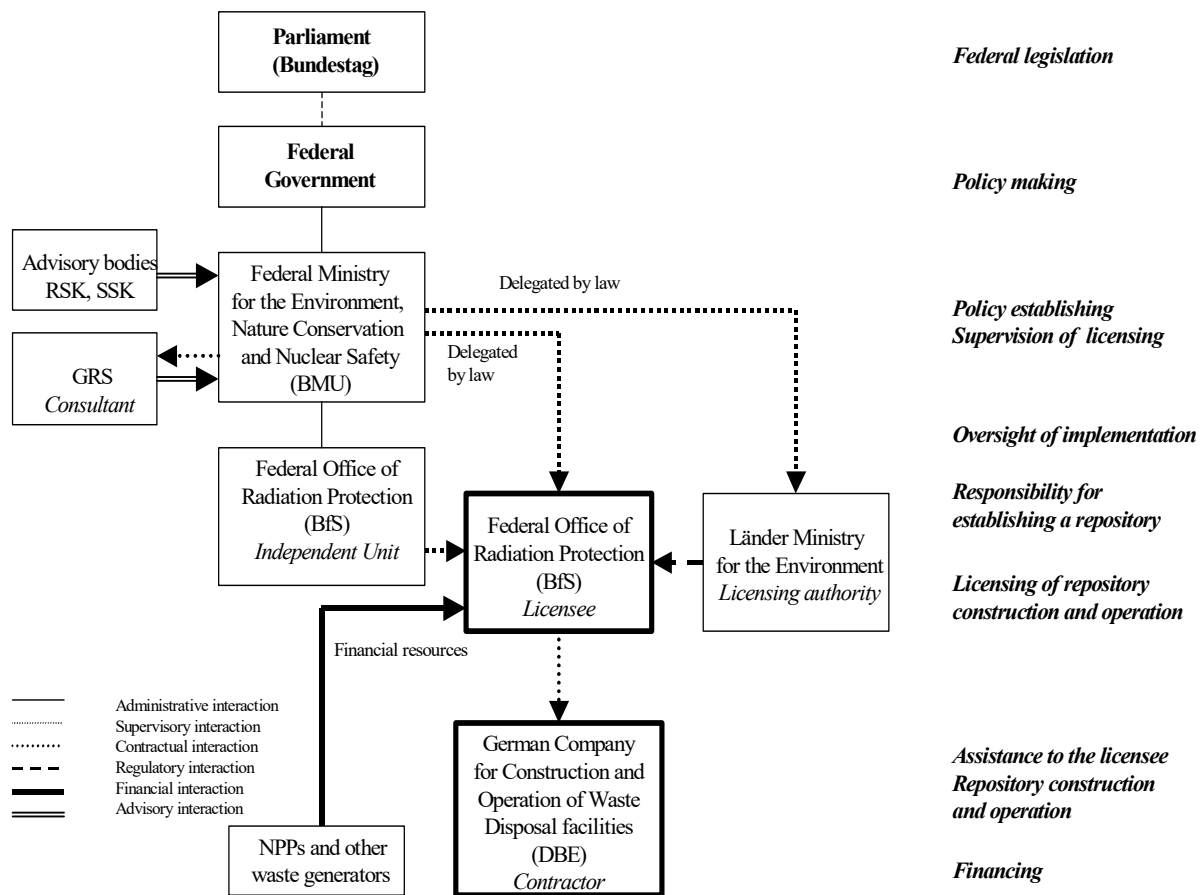 Parliament
(Bundestag)
Federal legislation
Federal
Government
Policy making
Advisory bodies
RSK, SSK
Federal Ministry
for the Environment,
Nature Conservation
and Nuclear Safety
(BMU)
Delegated by law
Delegated
by law
Policy establishing
Supervision of licensing
GRS
Consultant
Oversight of implementation
Federal Office of
Radiation Protection
(BfS)
Independent Unit
Federal Office of
Radiation Protection
(BfS)
Licensee
Länder Ministry
for the Environment
Licensing authority
Responsibility for
establishing a repository
Licensing of repository
construction and operation
Financial resources
Administrative interaction
Supervisory interaction
Contractual interaction
Regulatory interaction
Financial interaction
Advisory interaction
German Company
for Construction and
Operation of Waste
Disposal facilities
(DBE)
Contractor
Assistance to the licensee
Repository construction
and operation
NPPs and other
waste generators
Financing